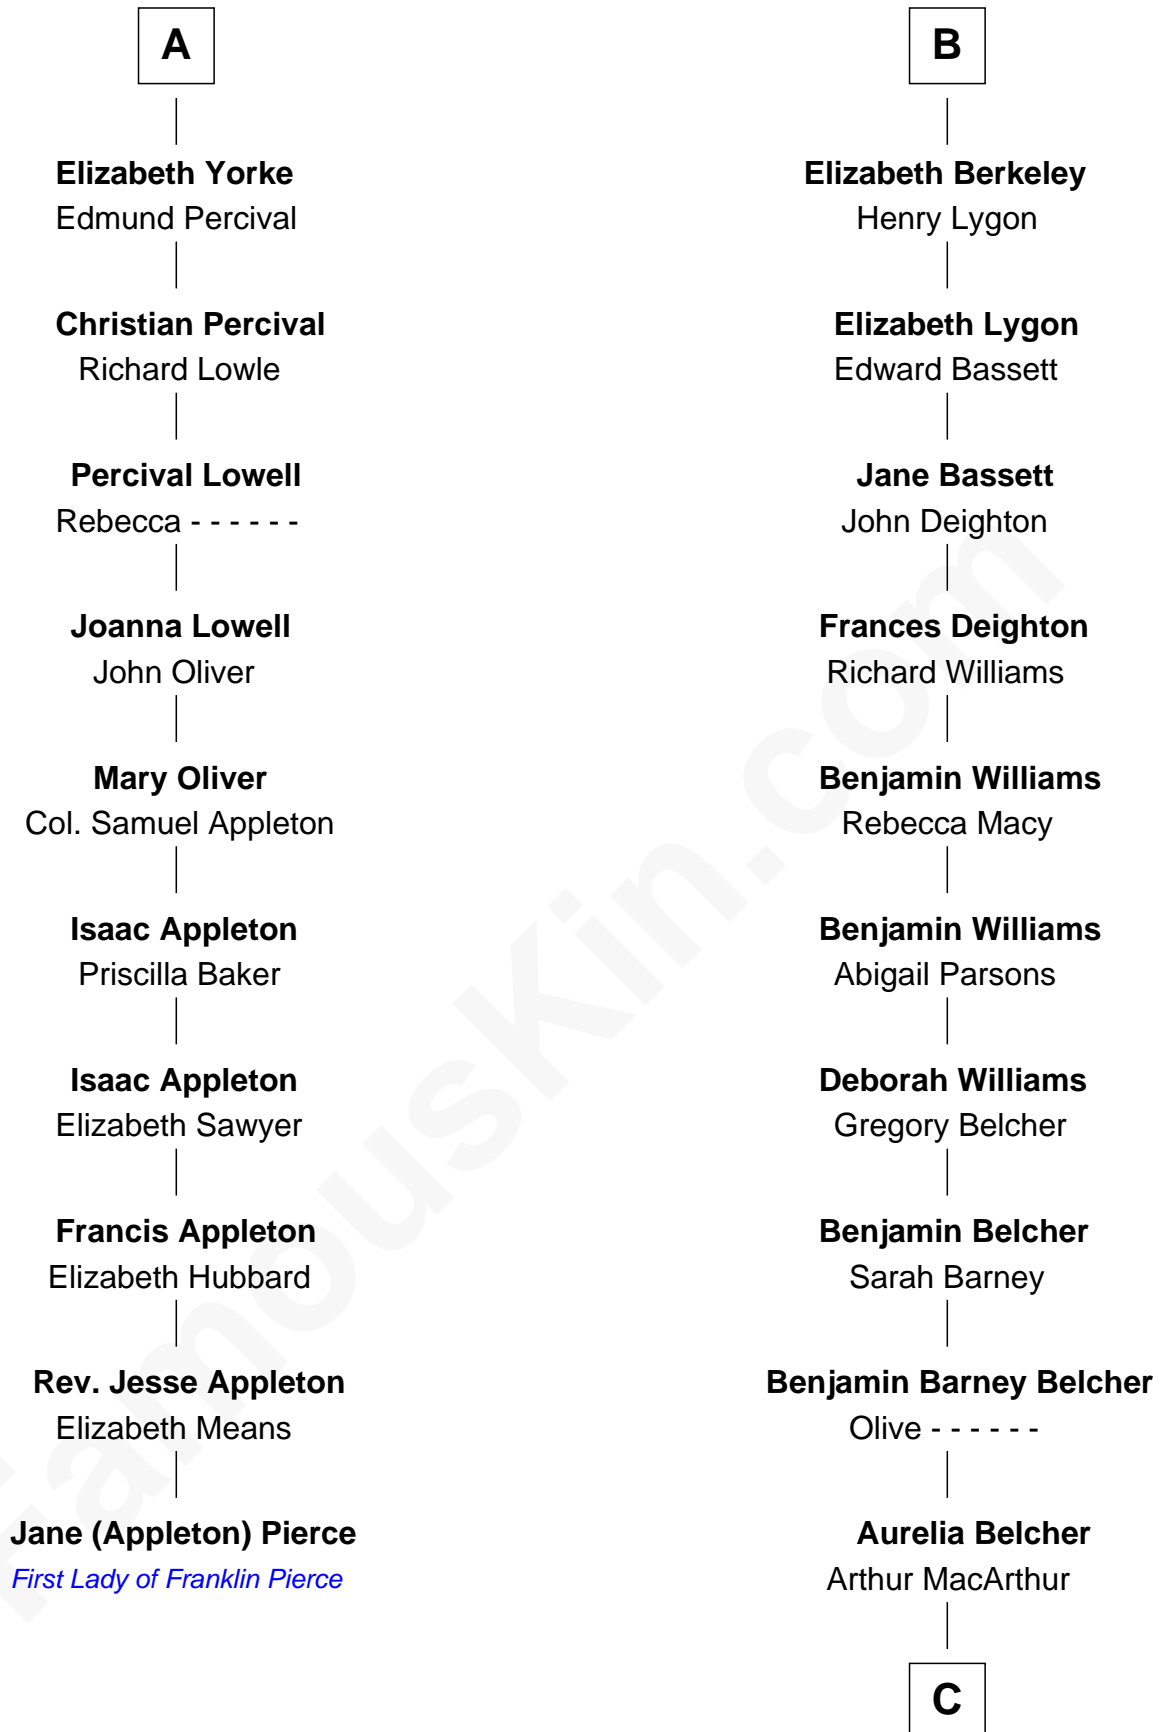 A
Elizabeth Yorke
Edmund Percival
Christian Percival
Richard Lowle
Percival Lowell
Rebecca - - - - - -
Joanna Lowell
John Oliver
Mary Oliver
Col. Samuel Appleton
Isaac Appleton
Priscilla Baker
Isaac Appleton
Elizabeth Sawyer
Francis Appleton
Elizabeth Hubbard
Rev. Jesse Appleton
Elizabeth Means
Jane (Appleton) Pierce
First Lady of Franklin Pierce
B
Elizabeth Berkeley
Henry Lygon
Elizabeth Lygon
Edward Bassett
Jane Bassett
John Deighton
Frances Deighton
Richard Williams
Benjamin Williams
Rebecca Macy
Benjamin Williams
Abigail Parsons
Deborah Williams
Gregory Belcher
Benjamin Belcher
Sarah Barney
Benjamin Barney Belcher
Olive - - - - - -
Aurelia Belcher
Arthur MacArthur
C
FamousKin.com